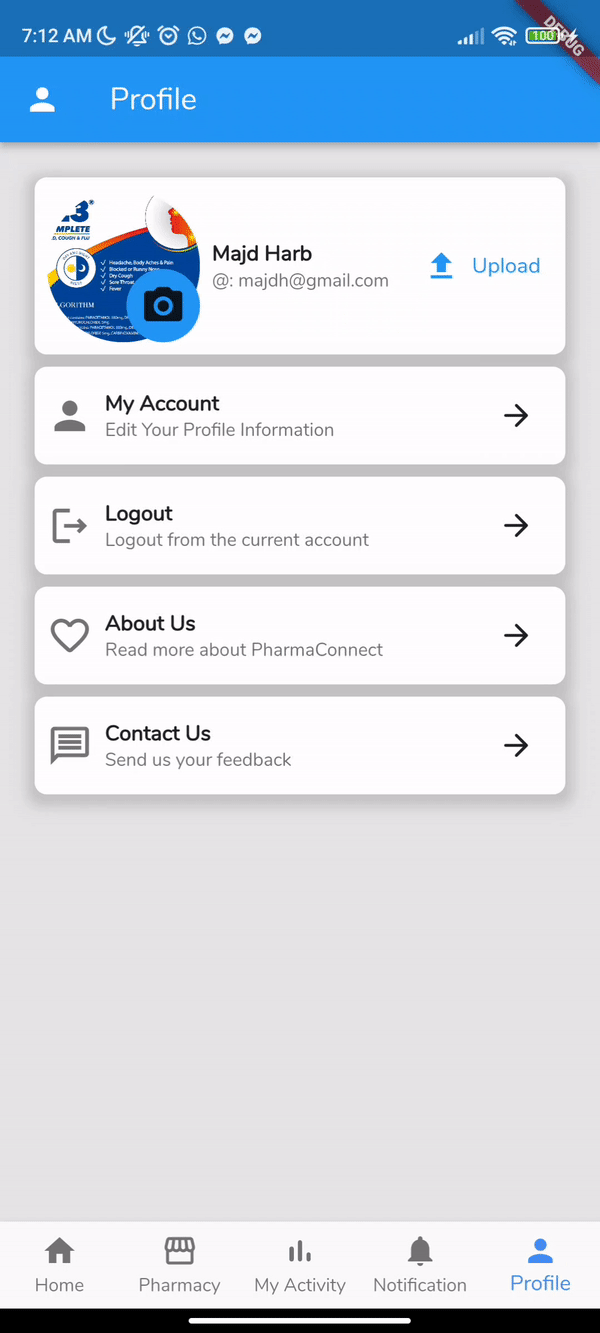 7:12 AM
100
DEBUG
Profile
3
MPLETE
D. COUGH & FLU
Headache, Body Aches & Pain
Blocked or Runny Nose
Dry Cough
Sore Throat
Fever
GORITHM
Majd Harb
@: majdh@gmail.com
Upload
My Account
Edit Your Profile Information
Logout
Logout from the current account
About Us
Read more about PharmaConnect
Contact Us
Send us your feedback
Home
Pharmacy
My Activity
Notification
Profile